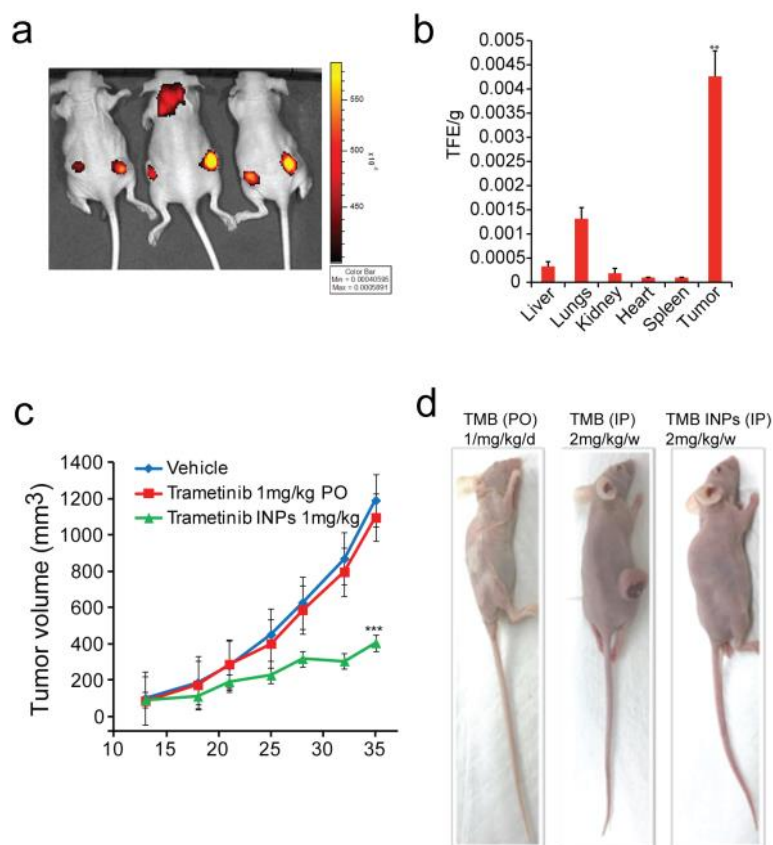 a
550
500
450
x10⁻⁶
Color Bar
Min = 0.00040395
Max = 0.0005891
b
TFE/g
0.005
0.0045
0.004
0.0035
0.003
0.0025
0.002
0.0015
0.001
0.0005
0
**
Liver
Lungs
Kidney
Heart
Spleen
Tumor
c
Tumor volume (mm³)
1400
1200
1000
800
600
400
200
0
10
15
20
25
30
35
Vehicle
Trametinib 1mg/kg PO
Trametinib INPs 1mg/kg
***
d
TMB (PO)
1/mg/kg/d
TMB (IP)
2mg/kg/w
TMB INPs (IP)
2mg/kg/w